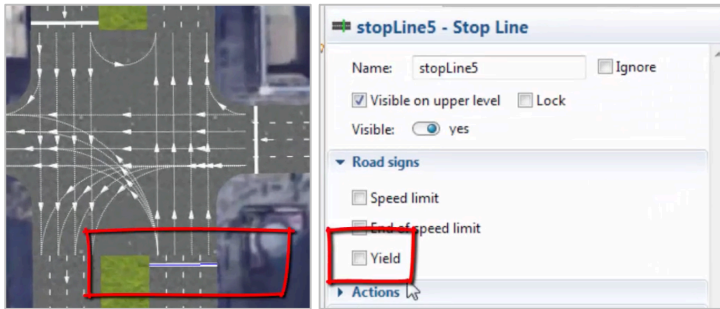 stopLine5 - Stop Line
Name: stopLine5 Ignore
Visible on upper level Lock
Visible: yes
Road signs
Speed limit
End of speed limit
Yield
Actions